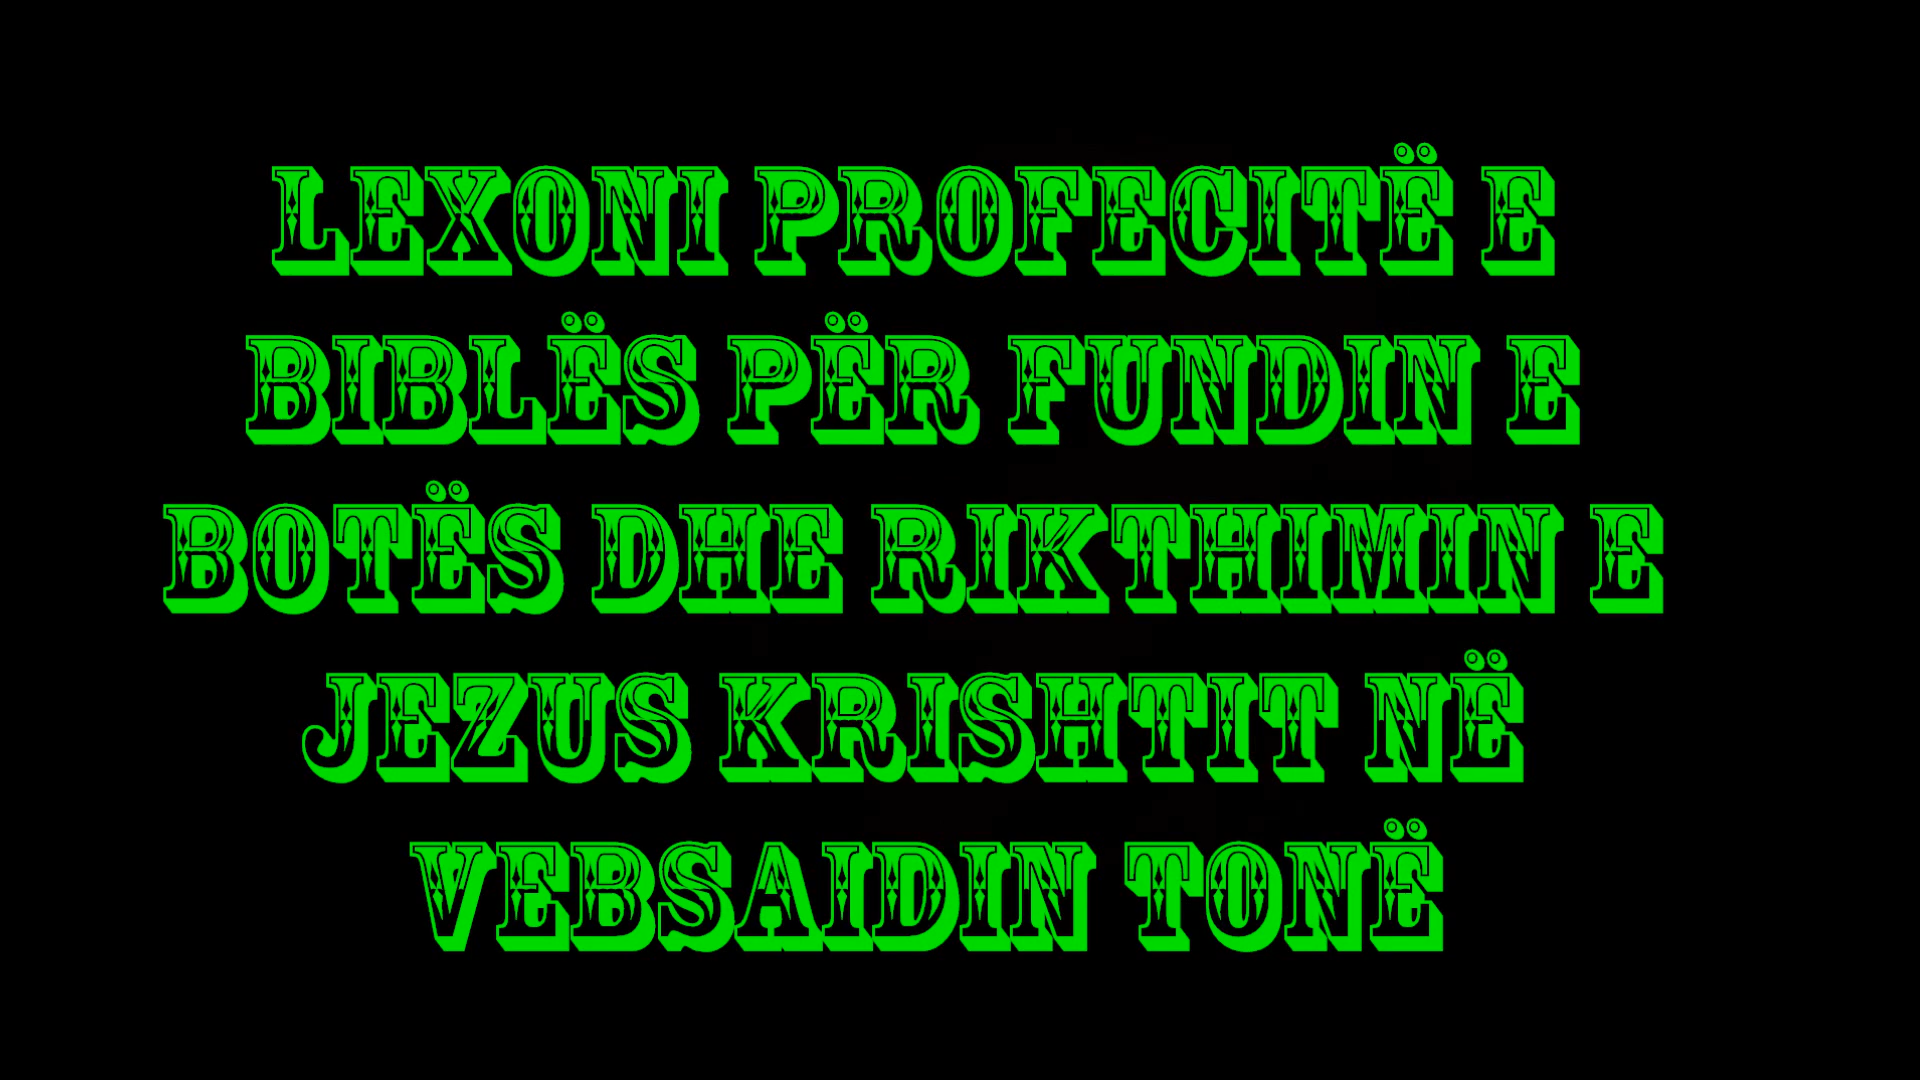 LEXONI PROFECITË E
BIBLËS PËR FUNDIN E
BOTËS DHE RIKTHIMIN E
JEZUS KRISHTIT NË
VEBSAIDIN TONË